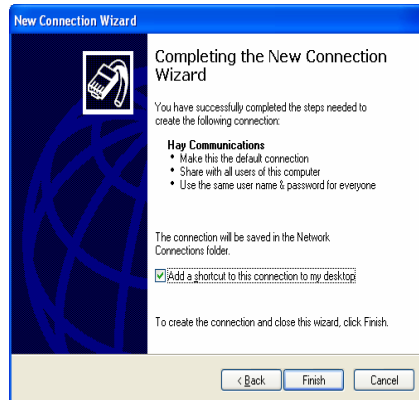 New Connection Wizard
Completing the New Connection
Wizard
You have successfully completed the steps needed to
create the following connection:
Hay Communications
• Make this the default connection
• Share with all users of this computer
• Use the same user name & password for everyone
The connection will be saved in the Network
Connections folder.
Add a shortcut to this connection to my desktop
To create the connection and close this wizard, click Finish.
< Back
Finish
Cancel